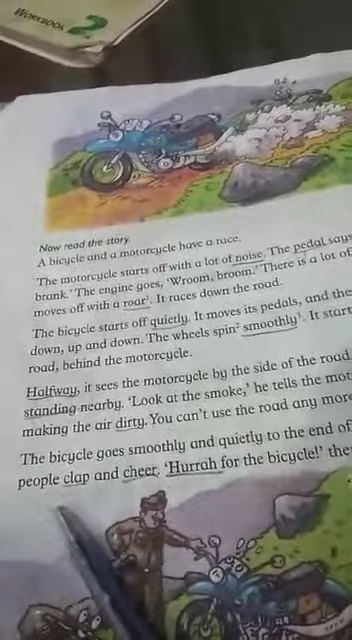 WORKBOOK 2
Now read the story.
A bicycle and a motorcycle have a race.
The motorcycle starts off with a lot of noise. The pedal says
brank.' The engine goes, 'Wroom, broom.' There is a lot of
moves off with a roar¹. It races down the road.
The bicycle starts off quietly. It moves its pedals, and the
down, up and down. The wheels spin² smoothly³. It start
road, behind the motorcycle.
Halfway, it sees the motorcycle by the side of the road
standing nearby. 'Look at the smoke,' he tells the mot
making the air dirty. You can't use the road any more
The bicycle goes smoothly and quietly to the end of
people clap and cheer. 'Hurrah for the bicycle!' the